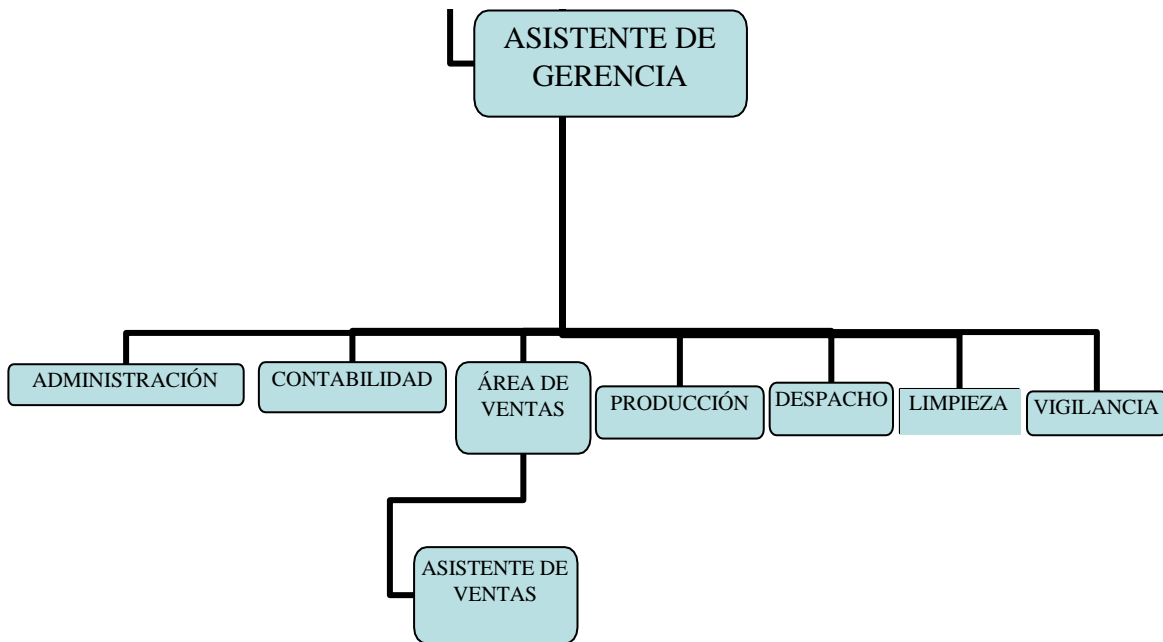 ASISTENTE DE
GERENCIA
ADMINISTRACIÓN
CONTABILIDAD
ÁREA DE
VENTAS
PRODUCCIÓN
DESPACHO
LIMPIEZA
VIGILANCIA
ASISTENTE DE
VENTAS